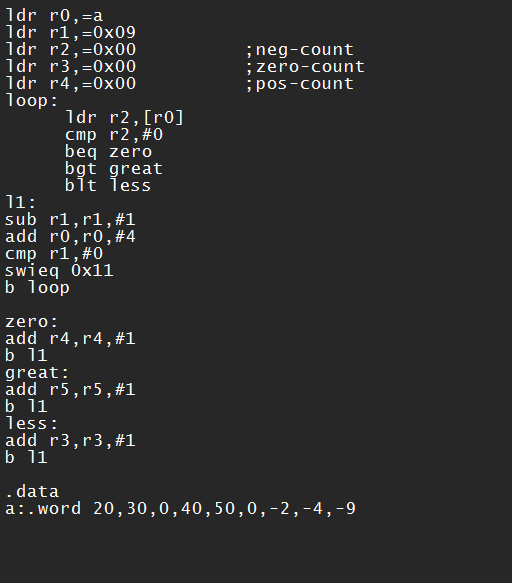 ldr r0,=a
ldr r1,=0x09
ldr r2,=0x00 ;neg-count
ldr r3,=0x00 ;zero-count
ldr r4,=0x00 ;pos-count
loop:
ldr r2,[r0]
cmp r2,#0
beq zero
bgt great
blt less
l1:
sub r1,r1,#1
add r0,r0,#4
cmp r1,#0
swieq 0x11
b loop
zero:
add r4,r4,#1
b l1
great:
add r5,r5,#1
b l1
less:
add r3,r3,#1
b l1
.data
a:.word 20,30,0,40,50,0,-2,-4,-9